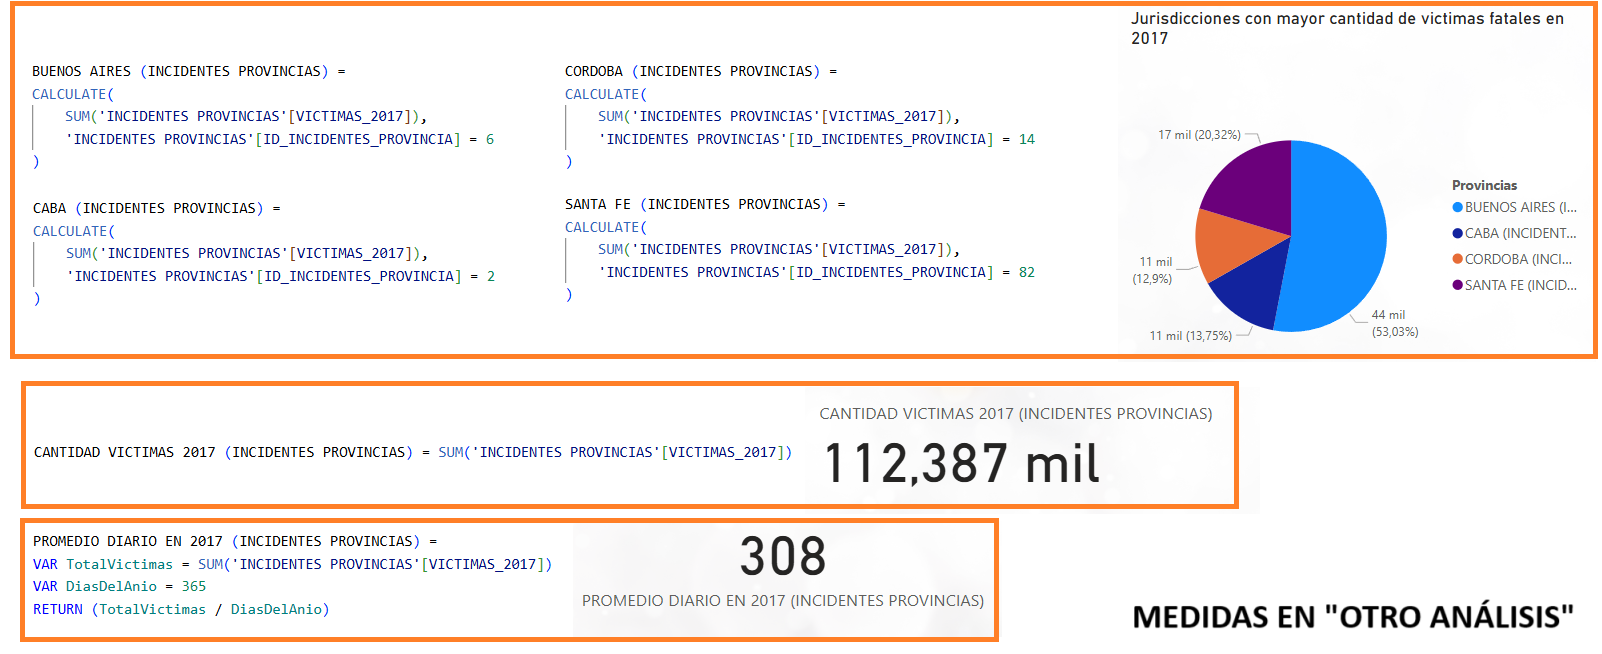 BUENOS AIRES (INCIDENTES PROVINCIAS) =
CALCULATE(
SUM('INCIDENTES PROVINCIAS'[VICTIMAS_2017]),
'INCIDENTES PROVINCIAS'[ID_INCIDENTES_PROVINCIA] = 6
)
CABA (INCIDENTES PROVINCIAS) =
CALCULATE(
SUM('INCIDENTES PROVINCIAS'[VICTIMAS_2017]),
'INCIDENTES PROVINCIAS'[ID_INCIDENTES_PROVINCIA] = 2
)
CORDOBA (INCIDENTES PROVINCIAS) =
CALCULATE(
SUM('INCIDENTES PROVINCIAS'[VICTIMAS_2017]),
'INCIDENTES PROVINCIAS'[ID_INCIDENTES_PROVINCIA] = 14
)
SANTA FE (INCIDENTES PROVINCIAS) =
CALCULATE(
SUM('INCIDENTES PROVINCIAS'[VICTIMAS_2017]),
'INCIDENTES PROVINCIAS'[ID_INCIDENTES_PROVINCIA] = 82
)
Jurisdicciones con mayor cantidad de victimas fatales en
2017
17 mil (20,32%)
11 mil
(12,9%)
11 mil (13,75%)
44 mil
(53,03%)
Provincias
BUENOS AIRES (I...
CABA (INCIDENT...
CORDOBA (INCI...
SANTA FE (INCID...
CANTIDAD VICTIMAS 2017 (INCIDENTES PROVINCIAS) = SUM('INCIDENTES PROVINCIAS'[VICTIMAS_2017])
CANTIDAD VICTIMAS 2017 (INCIDENTES PROVINCIAS)
112,387 mil
PROMEDIO DIARIO EN 2017 (INCIDENTES PROVINCIAS) =
VAR TotalVictimas = SUM('INCIDENTES PROVINCIAS'[VICTIMAS_2017])
VAR DiasDelAnio = 365
RETURN (TotalVictimas / DiasDelAnio)
308
PROMEDIO DIARIO EN 2017 (INCIDENTES PROVINCIAS)
MEDIDAS EN "OTRO ANÁLISIS"